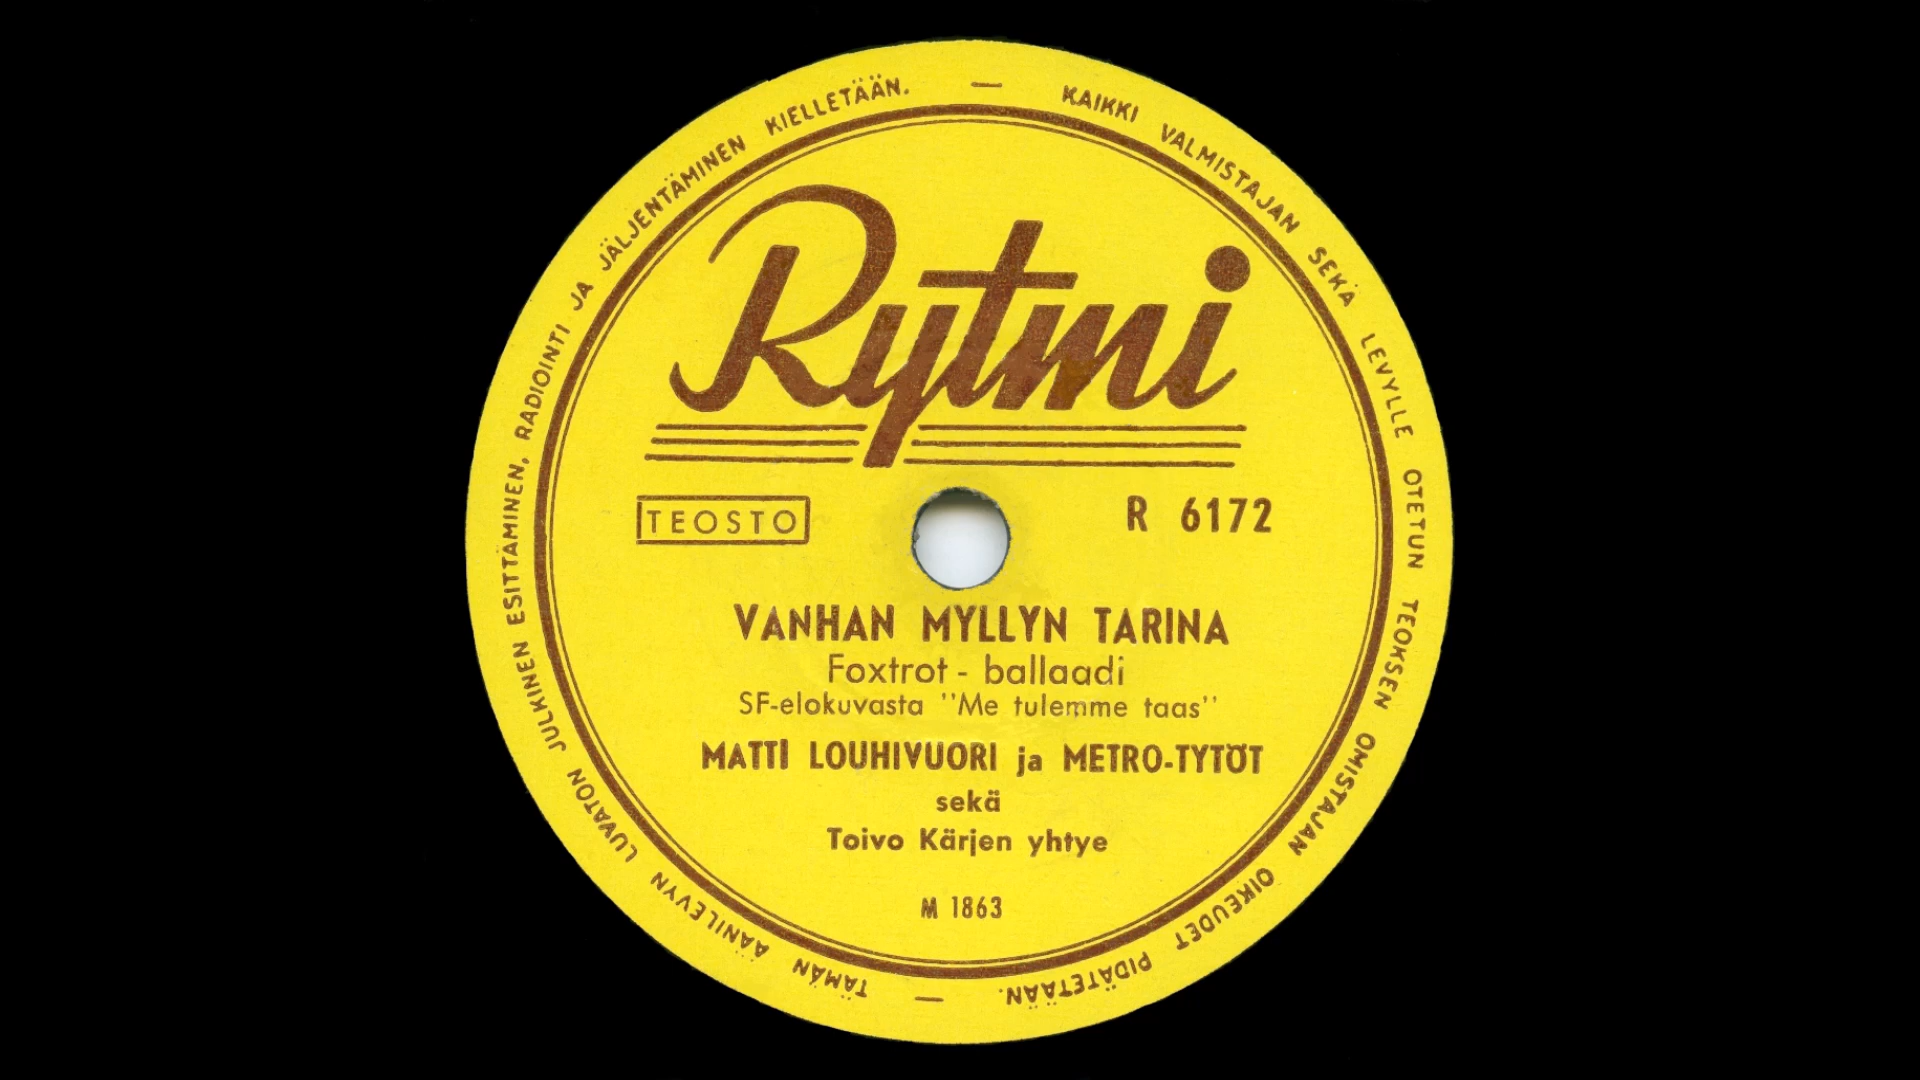 KAIKKI VALMISTAJAN SEKÄ LEVYLLE OTETUN TEOKSEN OMISTAJAN OIKEUDET PIDÄTETÄÄN.
— TÄMÄN ÄÄNILEVYN LUVATON JULKINEN ESITTÄMINEN, RADIOINTI JA JÄLJENTÄMINEN KIELLETÄÄN. —
Rytmi
TEOSTO
R 6172
VANHAN MYLLYN TARINA
Foxtrot - ballaadi
SF-elokuvasta "Me tulemme taas"
MATTI LOUHIVUORI ja METRO-TYTÖT
sekä
Toivo Kärjen yhtye
M 1863